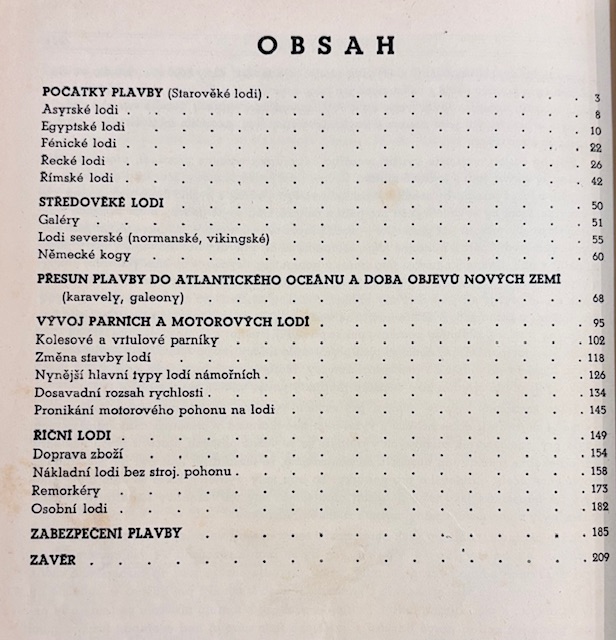 OBSAH
POČÁTKY PLAVBY (Starověké lodi) . . . . . . . . . . . . 3
Asyrské lodi . . . . . . . . . . . . . . . . 8
Egyptské lodi . . . . . . . . . . . . . . . . 10
Fénické lodi . . . . . . . . . . . . . . . . 22
Řecké lodi . . . . . . . . . . . . . . . . 26
Římské lodi . . . . . . . . . . . . . . . . 42
STŘEDOVĚKÉ LODI . . . . . . . . . . . . . . . 50
Galéry . . . . . . . . . . . . . . . . . 51
Lodi severské (normanské, vikingské) . . . . . . . . . . . 55
Německé kogy . . . . . . . . . . . . . . . . 60
PŘESUN PLAVBY DO ATLANTICKÉHO OCEANU A DOBA OBJEVŮ NOVÝCH ZEMÍ
(karavely, galeony) . . . . . . . . . . . . . . 68
VÝVOJ PARNÍCH A MOTOROVÝCH LODÍ . . . . . . . . . . 95
Kolesové a vrtulové parníky . . . . . . . . . . . . . 102
Změna stavby lodí . . . . . . . . . . . . . . . 118
Nynější hlavní typy lodí námořních . . . . . . . . . . . . 126
Dosavadní rozsah rychlosti . . . . . . . . . . . . . . 134
Pronikání motorového pohonu na lodi . . . . . . . . . . . 145
ŘÍČNÍ LODI . . . . . . . . . . . . . . . . . 149
Doprava zboží . . . . . . . . . . . . . . . . 154
Nákladní lodi bez stroj. pohonu . . . . . . . . . . . . . 158
Remorkéry . . . . . . . . . . . . . . . . . 173
Osobní lodi . . . . . . . . . . . . . . . . . 182
ZABEZPEČENÍ PLAVBY . . . . . . . . . . . . . . 185
ZÁVĚR . . . . . . . . . . . . . . . . . . 209